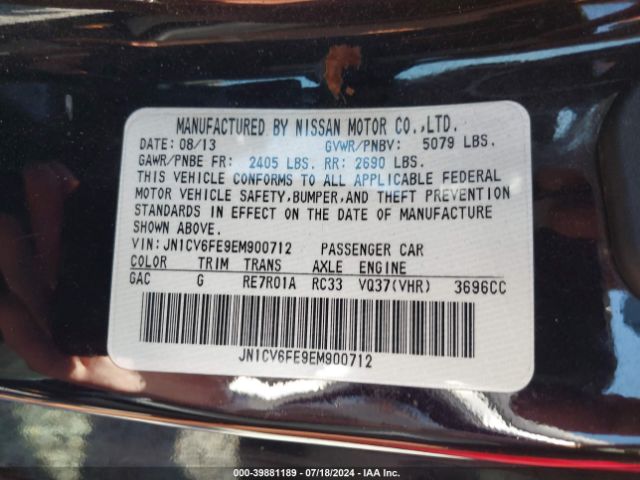 MANUFACTURED BY NISSAN MOTOR CO.,LTD.
DATE: 08/13 GVWR/PNBV: 5079 LBS.
GAWR/PNBE FR: 2405 LBS. RR: 2690 LBS.
THIS VEHICLE CONFORMS TO ALL APPLICABLE FEDERAL
MOTOR VEHICLE SAFETY,BUMPER,AND THEFT PREVENTION
STANDARDS IN EFFECT ON THE DATE OF MANUFACTURE
SHOWN ABOVE.
VIN: JN1CV6FE9EM900712 PASSENGER CAR
COLOR TRIM TRANS AXLE ENGINE
GAC G RE7R01A RC33 VQ37(VHR) 3696CC
JN1CV6FE9EM900712
000-39881189 | 07/18/2024 | IAA Inc.